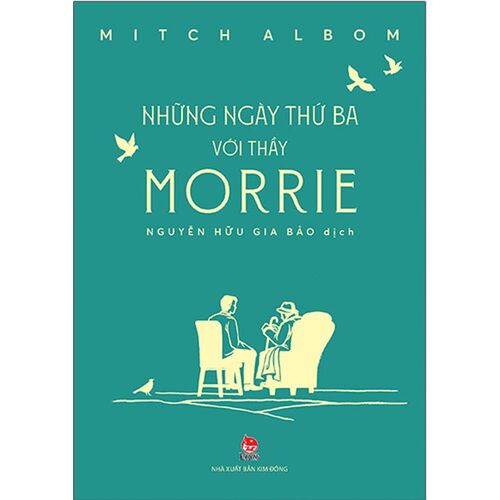 MITCH ALBOM
NHỮNG NGÀY THỨ BA
VỚI THẦY
MORRIE
NGUYỄN HỮU GIA BẢO dịch
NHÀ XUẤT BẢN KIM ĐỒNG